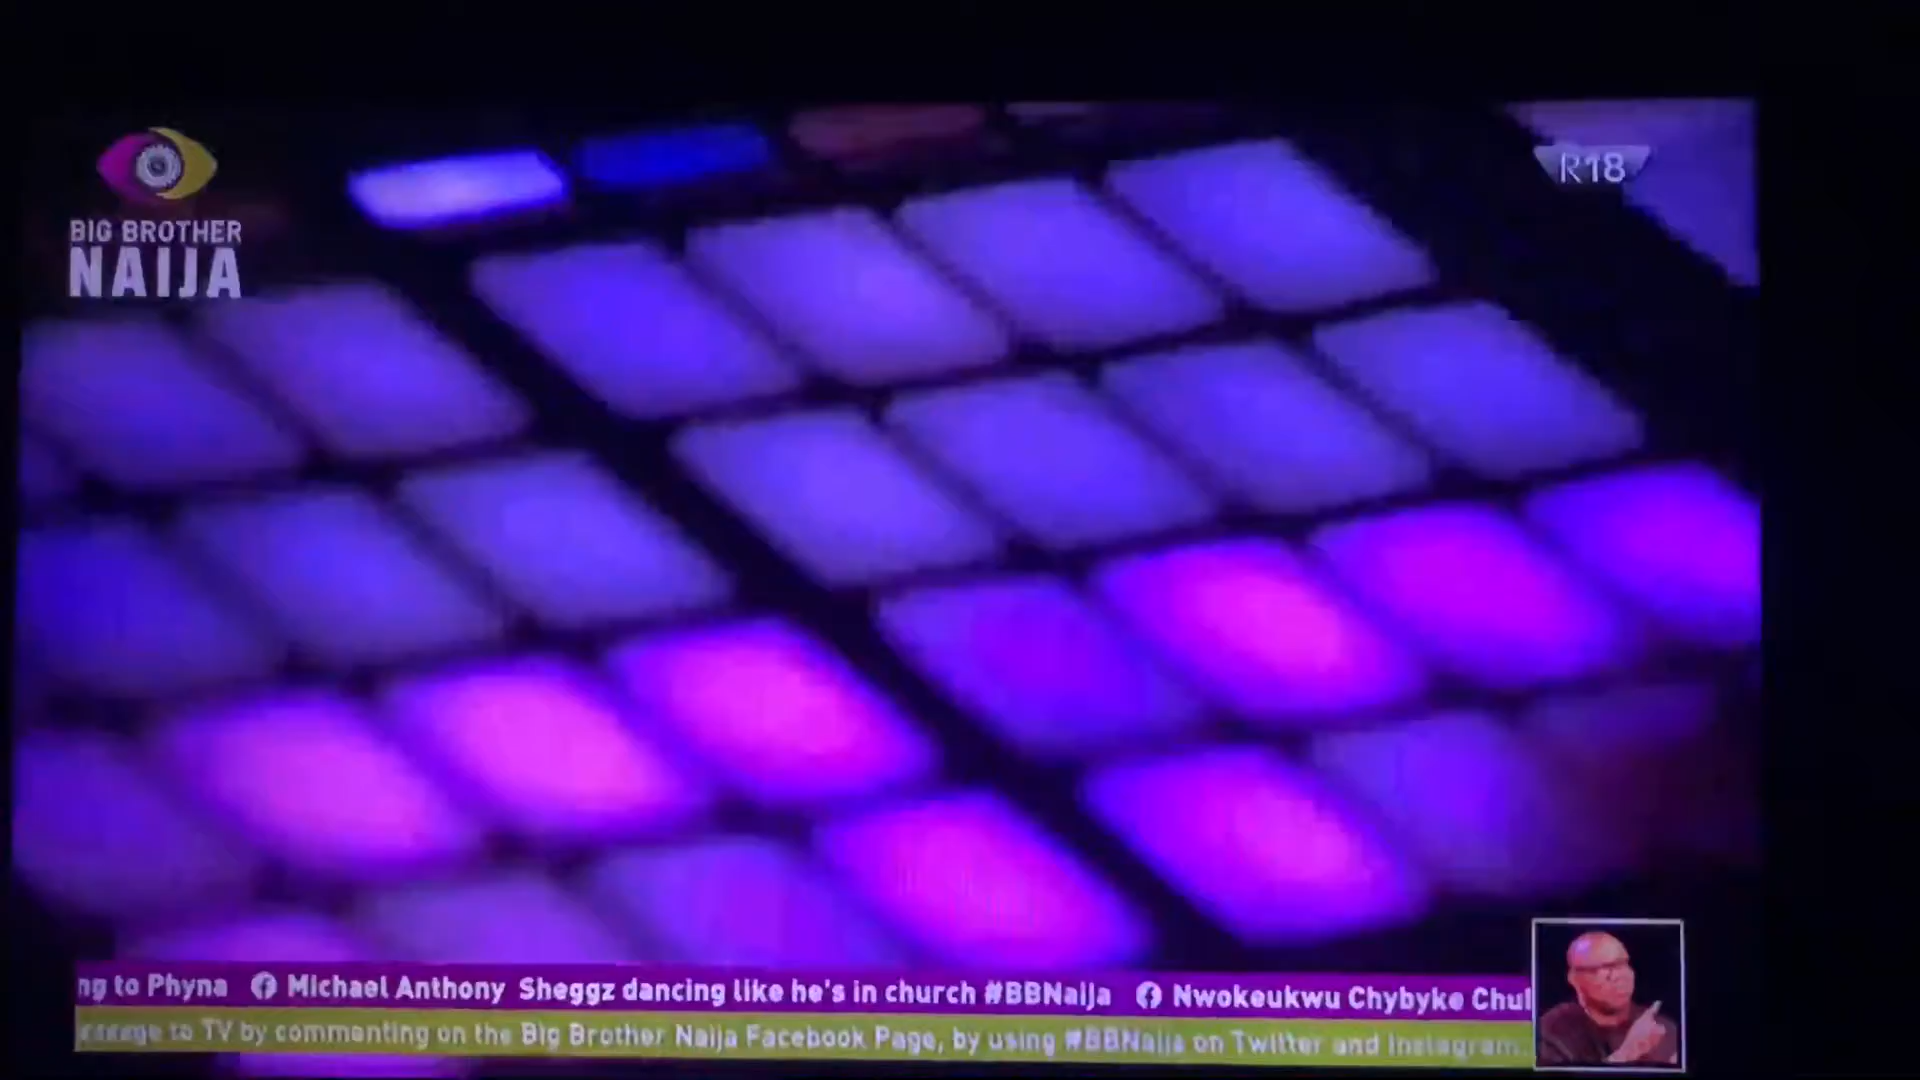 BIG BROTHER
NAIJA
R18
ng to Phyna Michael Anthony Sheggz dancing like he's in church #BBNaija Nwokeukwu Chybyke Chu
to TV by commenting on the Big Brother Naija Facebook Page, by using #BBNaija on Twitter and Instagram.